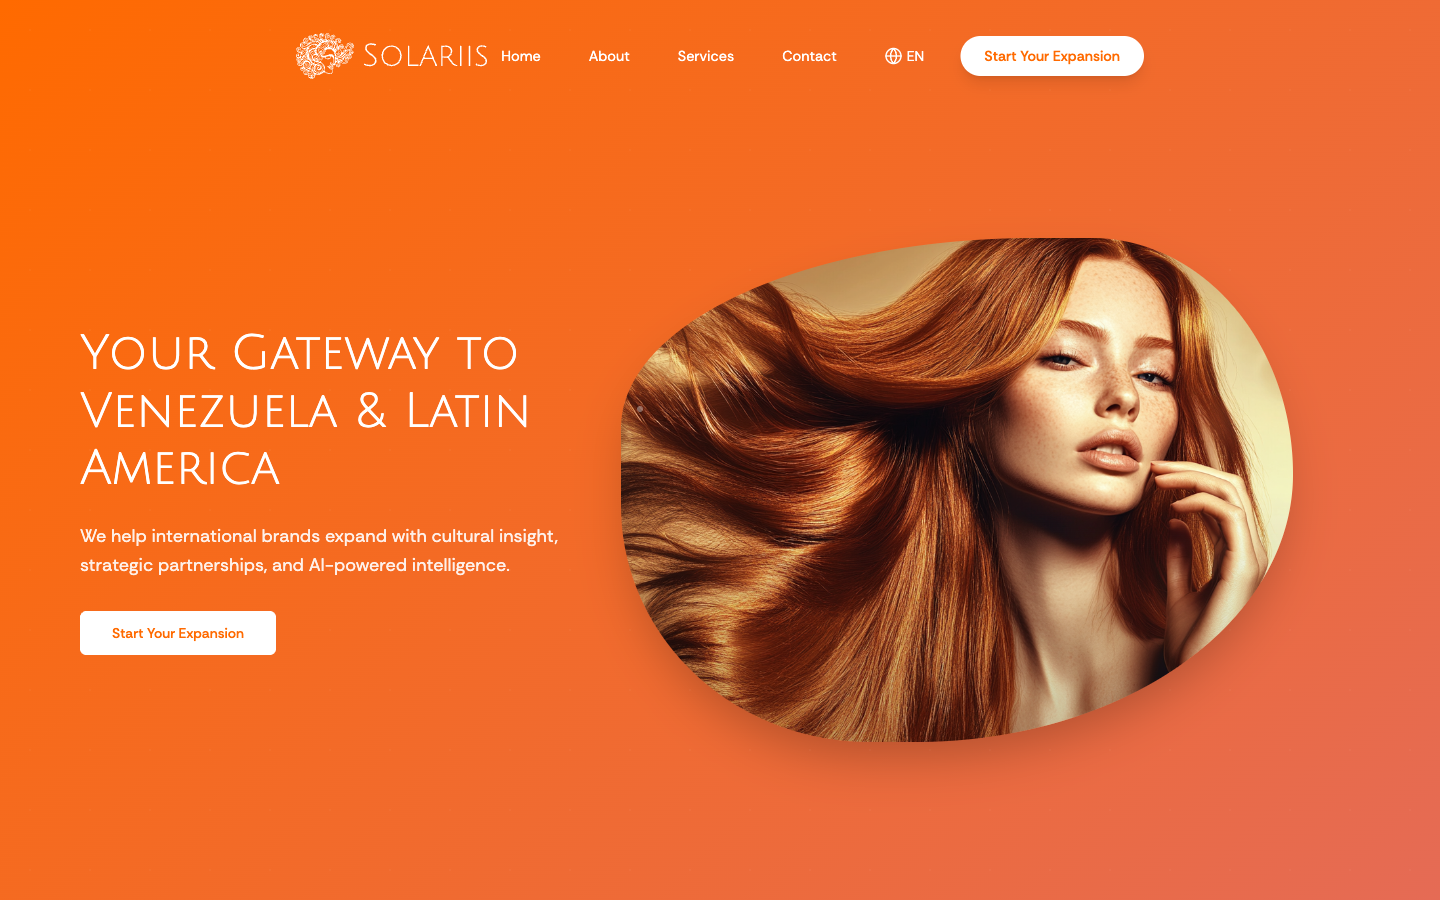 SOLARIIS
Home
About
Services
Contact
EN
Start Your Expansion
YOUR GATEWAY TO
VENEZUELA & LATIN
AMERICA
We help international brands expand with cultural insight,
strategic partnerships, and AI-powered intelligence.
Start Your Expansion